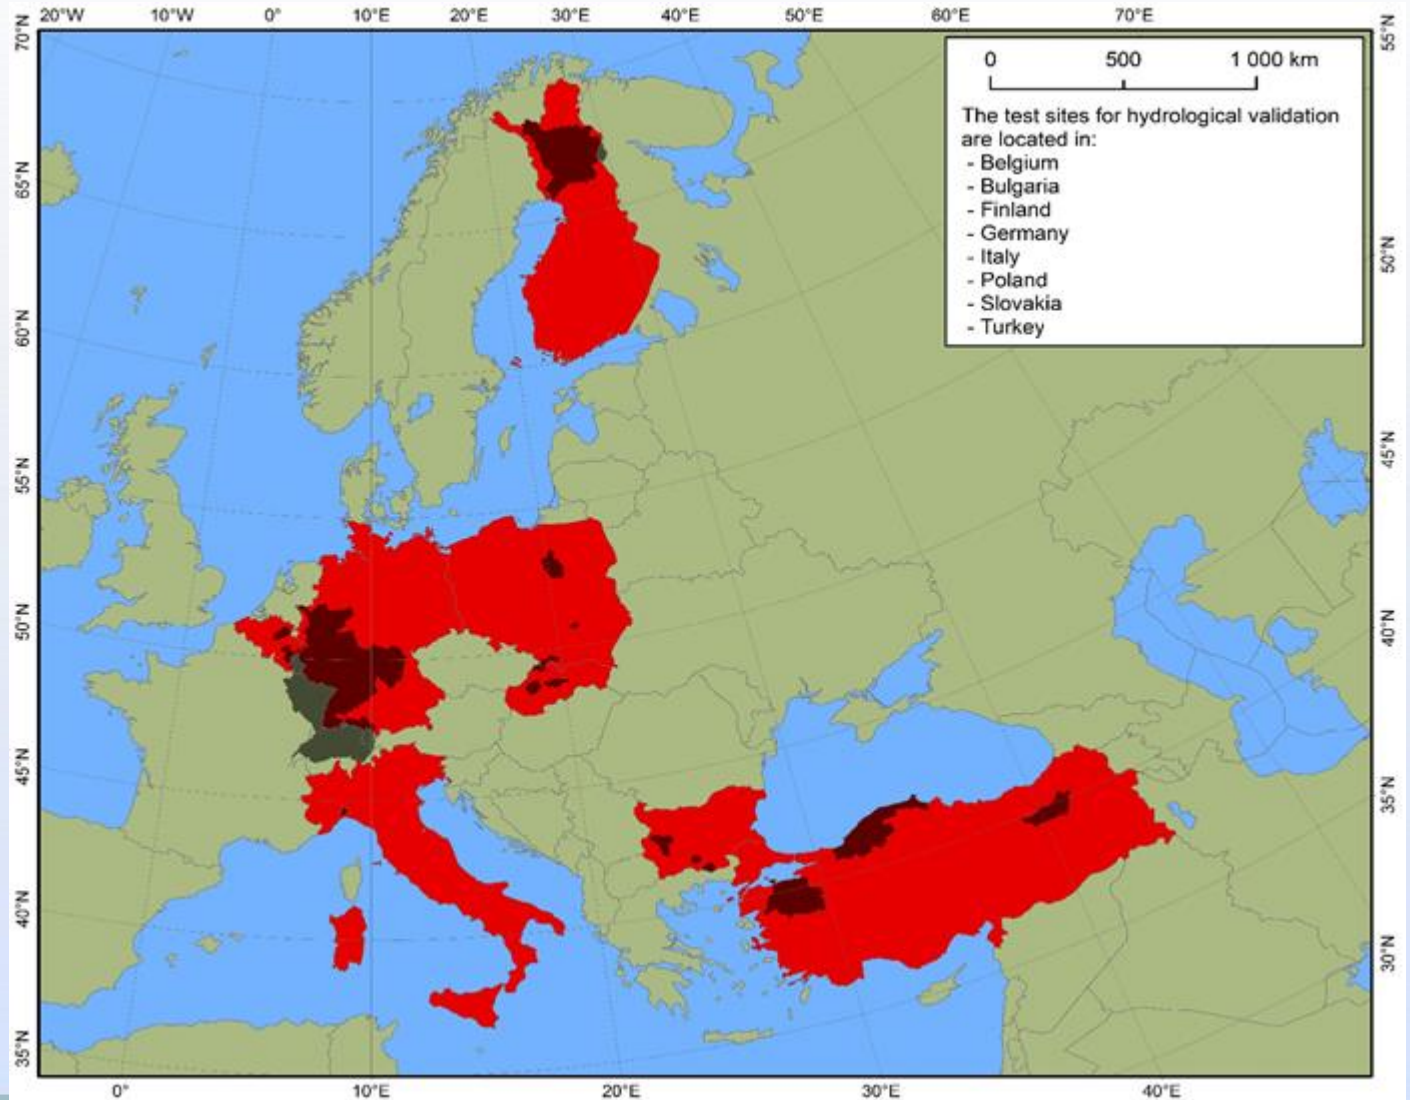 20°W 10°W 0° 10°E 20°E 30°E 40°E 50°E 60°E 70°E
70°N
65°N
60°N
55°N
50°N
45°N
40°N
35°N
0 500 1 000 km
The test sites for hydrological validation
are located in:
- Belgium
- Bulgaria
- Finland
- Germany
- Italy
- Poland
- Slovakia
- Turkey
55°N
50°N
45°N
40°N
35°N
30°N
0° 10°E 20°E 30°E 40°E